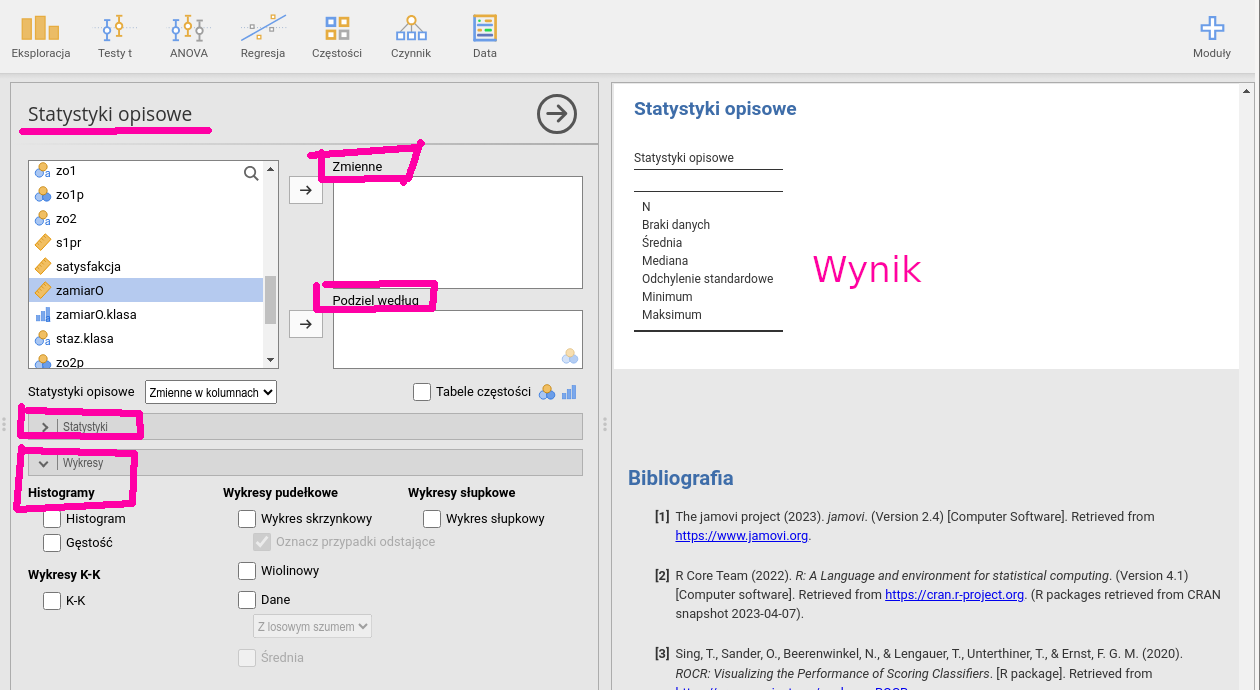 Eksploracja Testy t ANOVA Regresja Częstości Czynnik Data Moduły
Statystyki opisowe
zo1
zo1p
zo2
s1pr
satysfakcja
zamiarO
zamiarO.klasa
staz.klasa
zo2p
Zmienne
Podziel według
Statystyki opisowe Zmienne w kolumnach Tabele częstości
Statystyki
Wykresy
Histogramy
Histogram
Gęstość
Wykresy K-K
K-K
Wykresy pudełkowe
Wykres skrzynkowy
Oznacz przypadki odstające
Wiolinowy
Dane
Z losowym szumem
Średnia
Wykresy słupkowe
Wykres słupkowy
Statystyki opisowe
Statystyki opisowe
N
Braki danych
Średnia
Mediana
Odchylenie standardowe
Minimum
Maksimum
Wynik
Bibliografia
[1] The jamovi project (2023). jamovi. (Version 2.4) [Computer Software]. Retrieved from
https://www.jamovi.org.
[2] R Core Team (2022). R: A Language and environment for statistical computing. (Version 4.1)
[Computer software]. Retrieved from https://cran.r-project.org. (R packages retrieved from CRAN
snapshot 2023-04-07).
[3] Sing, T., Sander, O., Beerenwinkel, N., & Lengauer, T., Unterthiner, T., & Ernst, F. G. M. (2020).
ROCR: Visualizing the Performance of Scoring Classifiers. [R package]. Retrieved from